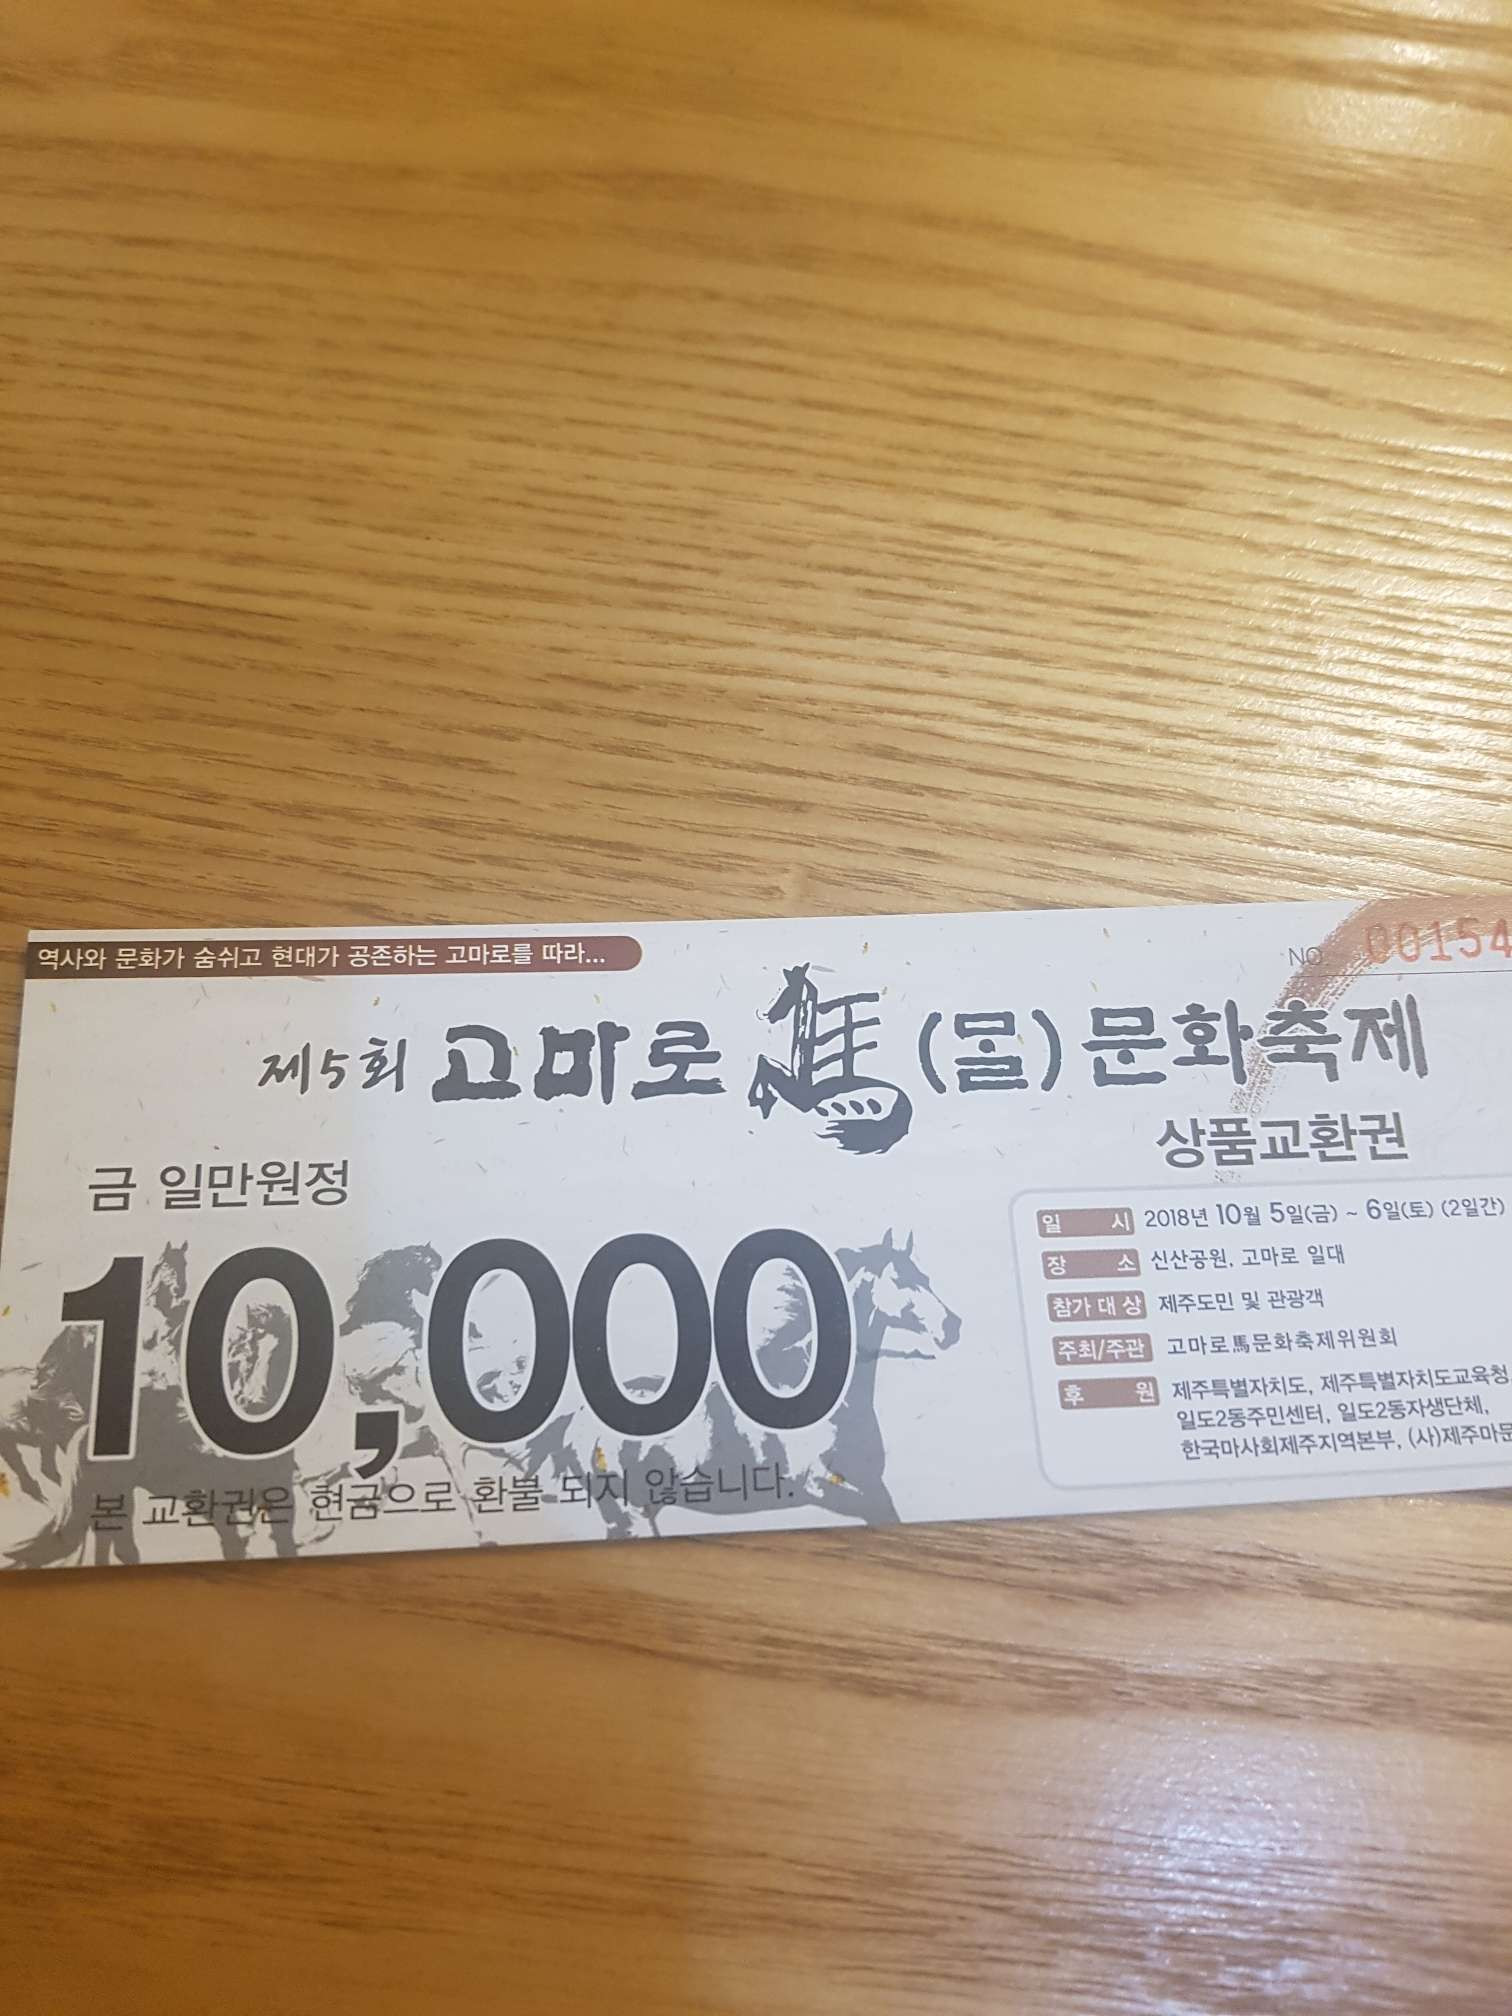 역사와 문화가 숨쉬고 현대가 공존하는 고마로를 따라...
NO. 00154
제5회 고마로 馬 (몰) 문화축제
상품교환권
금 일만원정
10,000
본 교환권은 현금으로 환불 되지 않습니다.
일 시 2018년 10월 5일(금) ~ 6일(토) (2일간)
장 소 신산공원, 고마로 일대
참가대상 제주도민 및 관광객
주최/주관 고마로馬문화축제위원회
후 원 제주특별자치도, 제주특별자치도교육청,
일도2동주민센터, 일도2동자생단체,
한국마사회제주지역본부, (사)제주마문